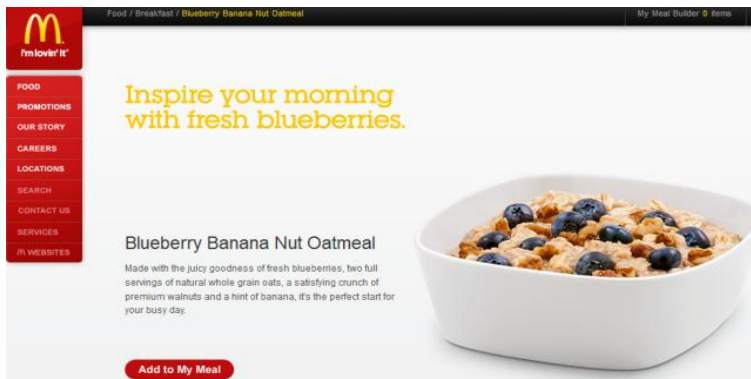 Food / Breakfast / Blueberry Banana Nut Oatmeal
My Meal Builder 0 items
i'm lovin' it®
FOOD
PROMOTIONS
OUR STORY
CAREERS
LOCATIONS
SEARCH
CONTACT US
SERVICES
m WEBSITES
Inspire your morning
with fresh blueberries.
Blueberry Banana Nut Oatmeal
Made with the juicy goodness of fresh blueberries, two full
servings of natural whole grain oats, a satisfying crunch of
premium walnuts and a hint of banana, it's the perfect start for
your busy day.
Add to My Meal